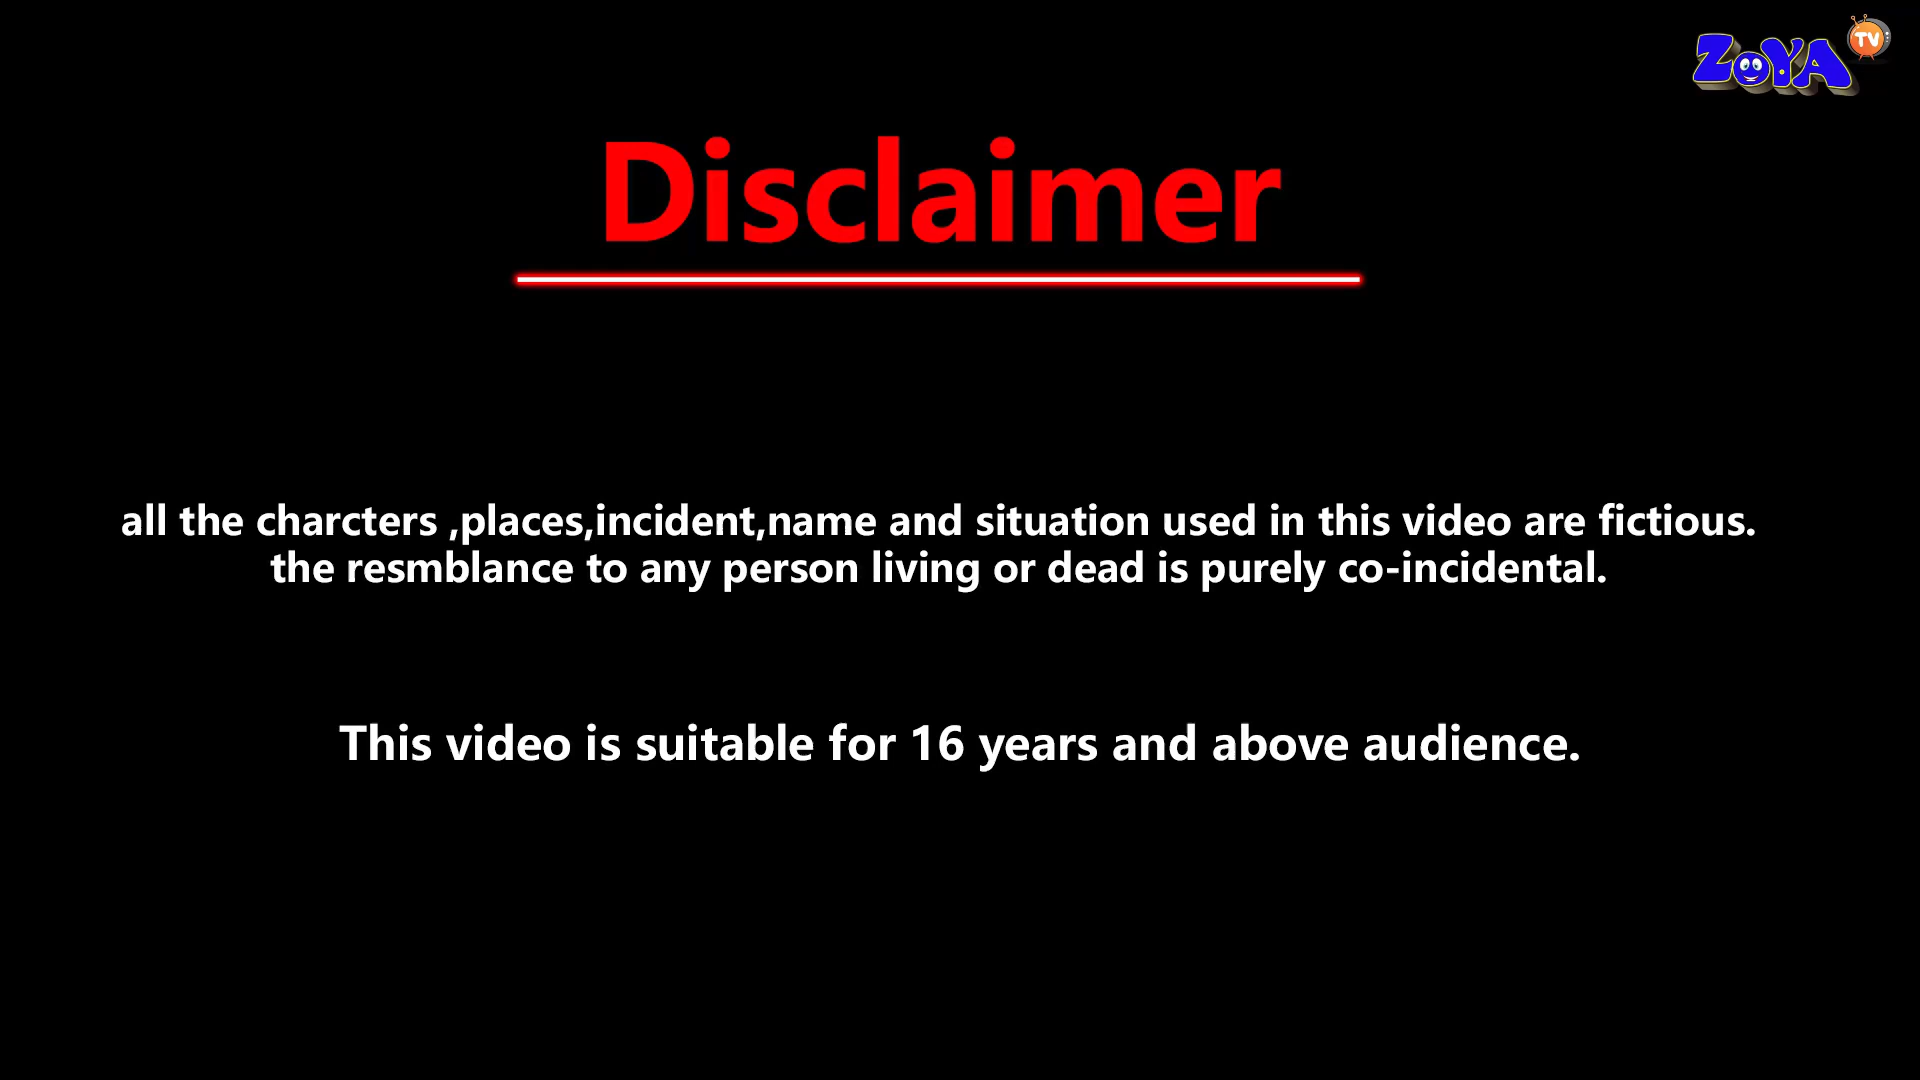 ZOYA TV
Disclaimer
all the charcters ,places,incident,name and situation used in this video are fictious.
the resmblance to any person living or dead is purely co-incidental.
This video is suitable for 16 years and above audience.